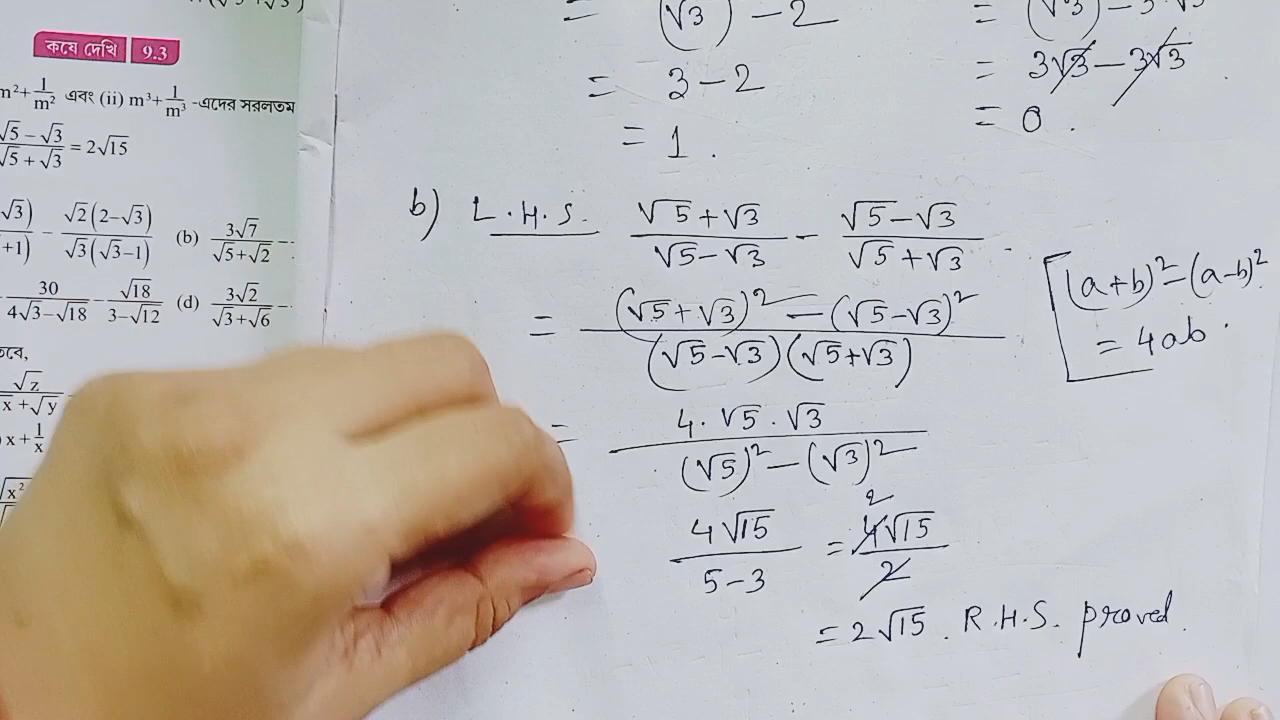 কষে দেখি 9.3
m²+1/m² এবং (ii) m³+1/m³ -এদের সরলতম
√5-√3/√5+√3 = 2√15
√3) - √2(2-√3)/√3(√3-1) (b) 3√7/√5+√2 -
+1)
30/4√3-√18 - √18/3-√12 (d) 3√2/√3+√6 -
√z
x+√y
x+1/x
= (√3) - 2
= 3-2
= 1.
= 3√3-3√3
= 0.
b) L.H.S. √5+√3/√5-√3 - √5-√3/√5+√3
= (√5+√3)²-(√5-√3)²/(√5-√3)(√5+√3)
[(a+b)²-(a-b)²
= 4ab.
= 4.√5.√3/(√5)²-(√3)²
4√15/5-3 = 4√15/2
2
= 2√15. R.H.S. proved.